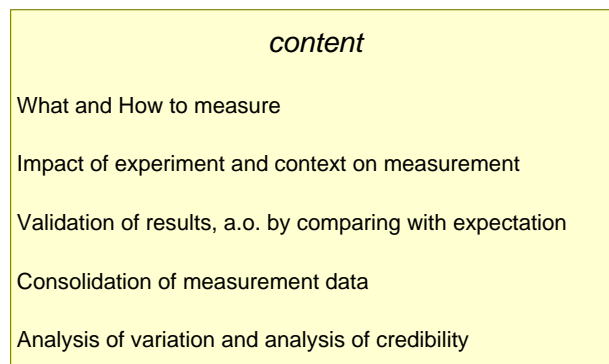 content
What and How to measure
Impact of experiment and context on measurement
Validation of results, a.o. by comparing with expectation
Consolidation of measurement data
Analysis of variation and analysis of credibility